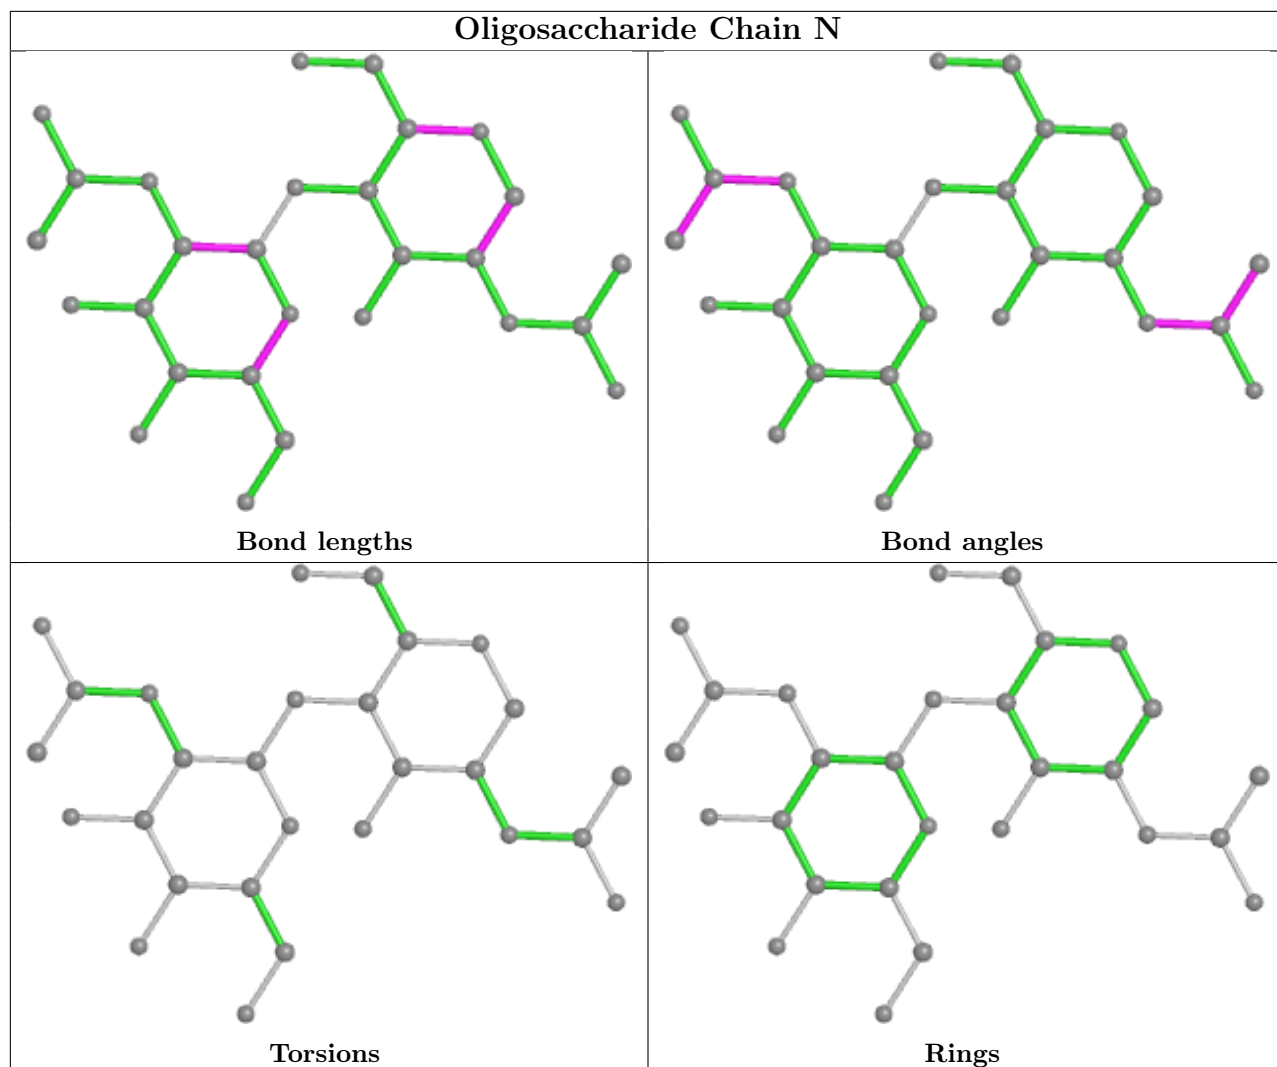 Oligosaccharide Chain N
Bond lengths
Bond angles
Torsions
Rings